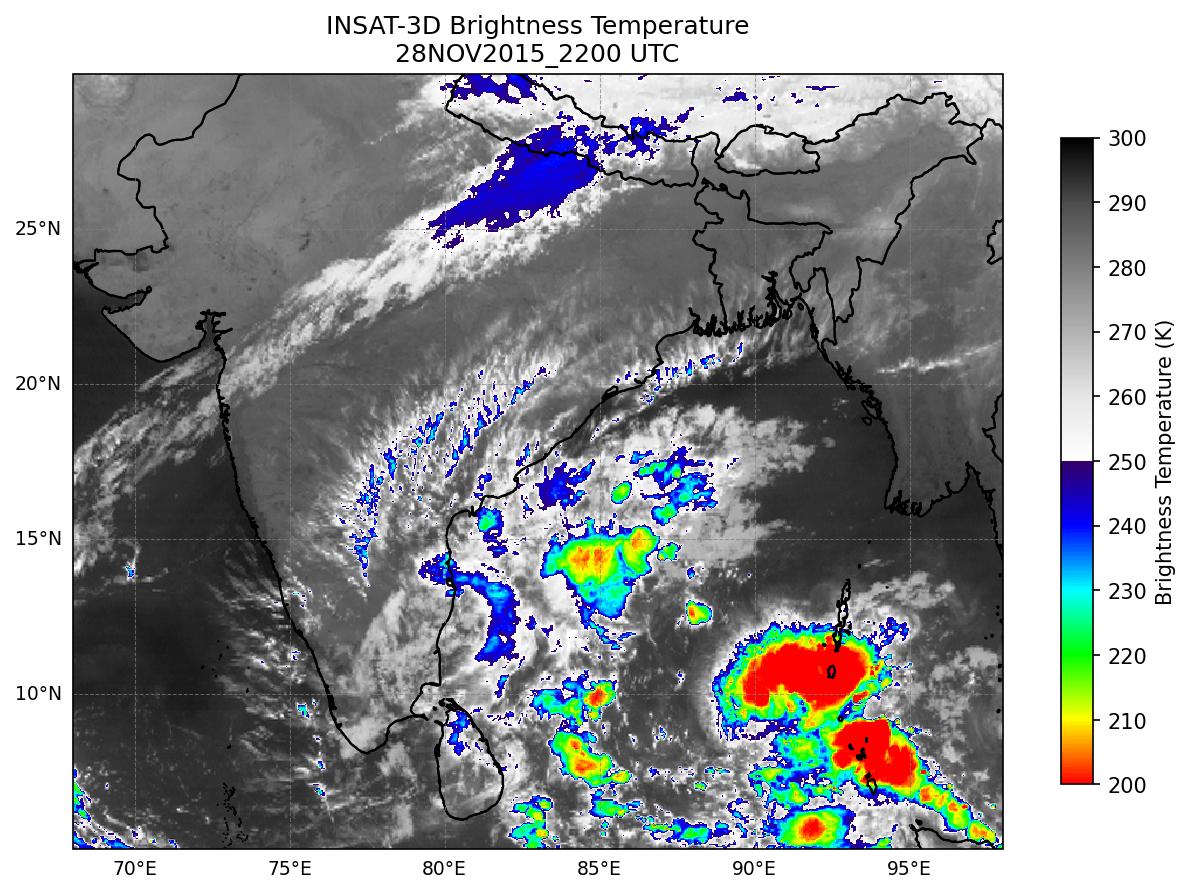 INSAT-3D Brightness Temperature
28NOV2015_2200 UTC
25°N
20°N
15°N
10°N
70°E
75°E
80°E
85°E
90°E
95°E
300
290
280
270
260
250
240
230
220
210
200
Brightness Temperature (K)